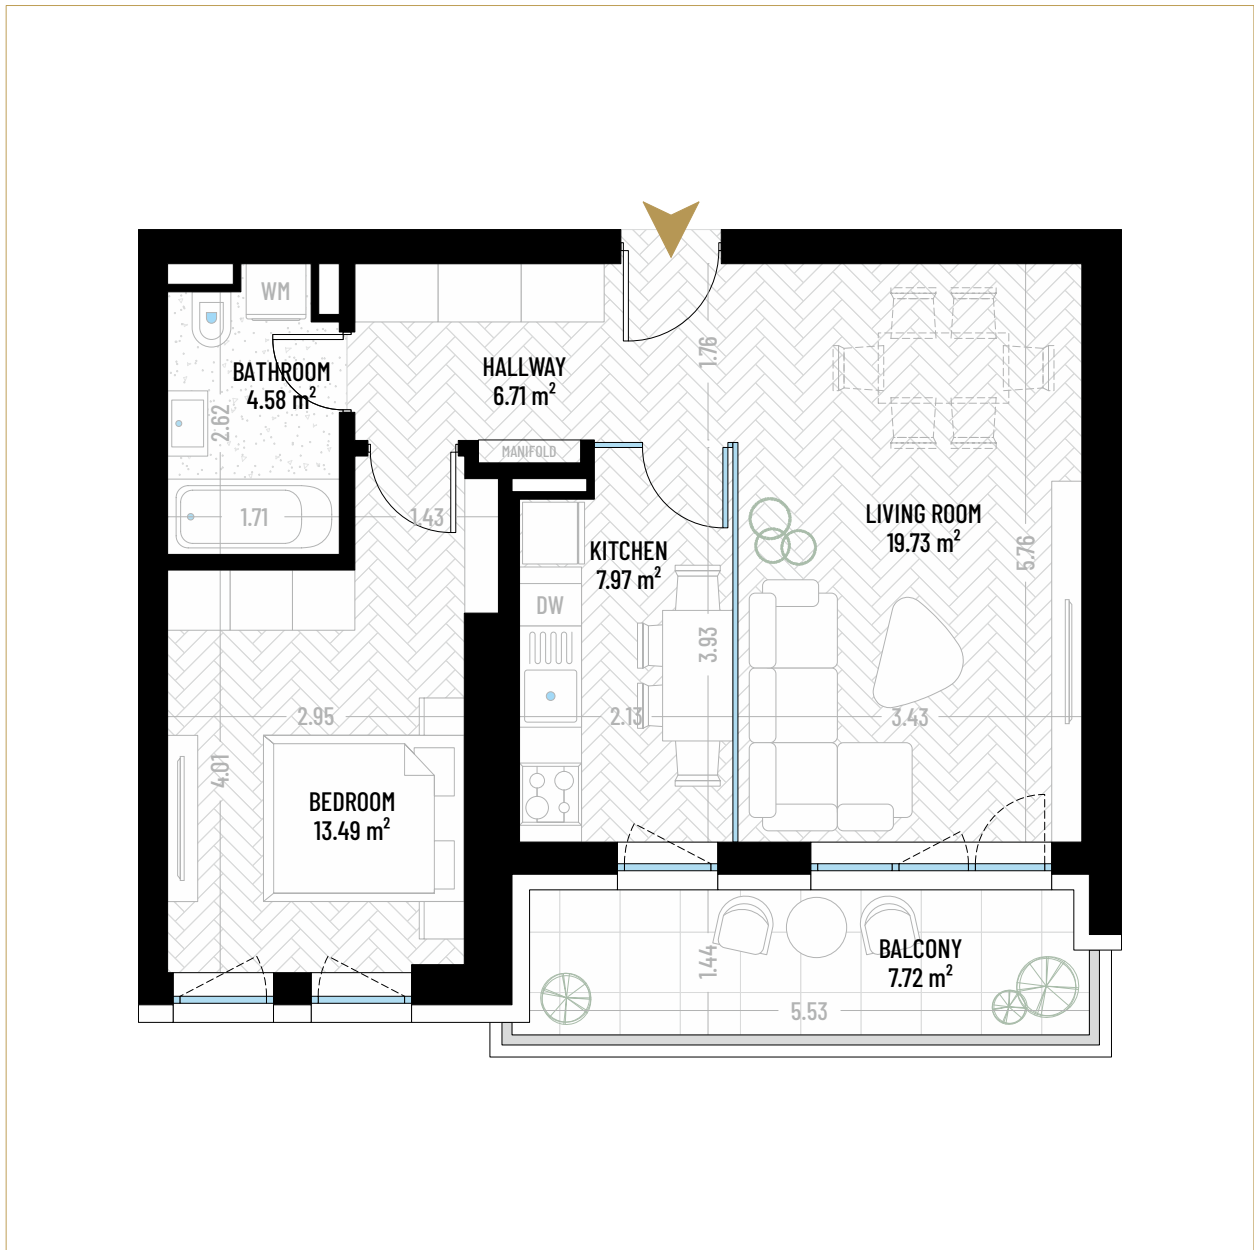 WM
BATHROOM
4.58 m²
2.62
1.71
HALLWAY
6.71 m²
1.76
MANIFOLD
1.43
LIVING ROOM
19.73 m²
5.76
KITCHEN
7.97 m²
DW
3.93
2.13
3.43
2.95
4.01
BEDROOM
13.49 m²
BALCONY
7.72 m²
1.44
5.53